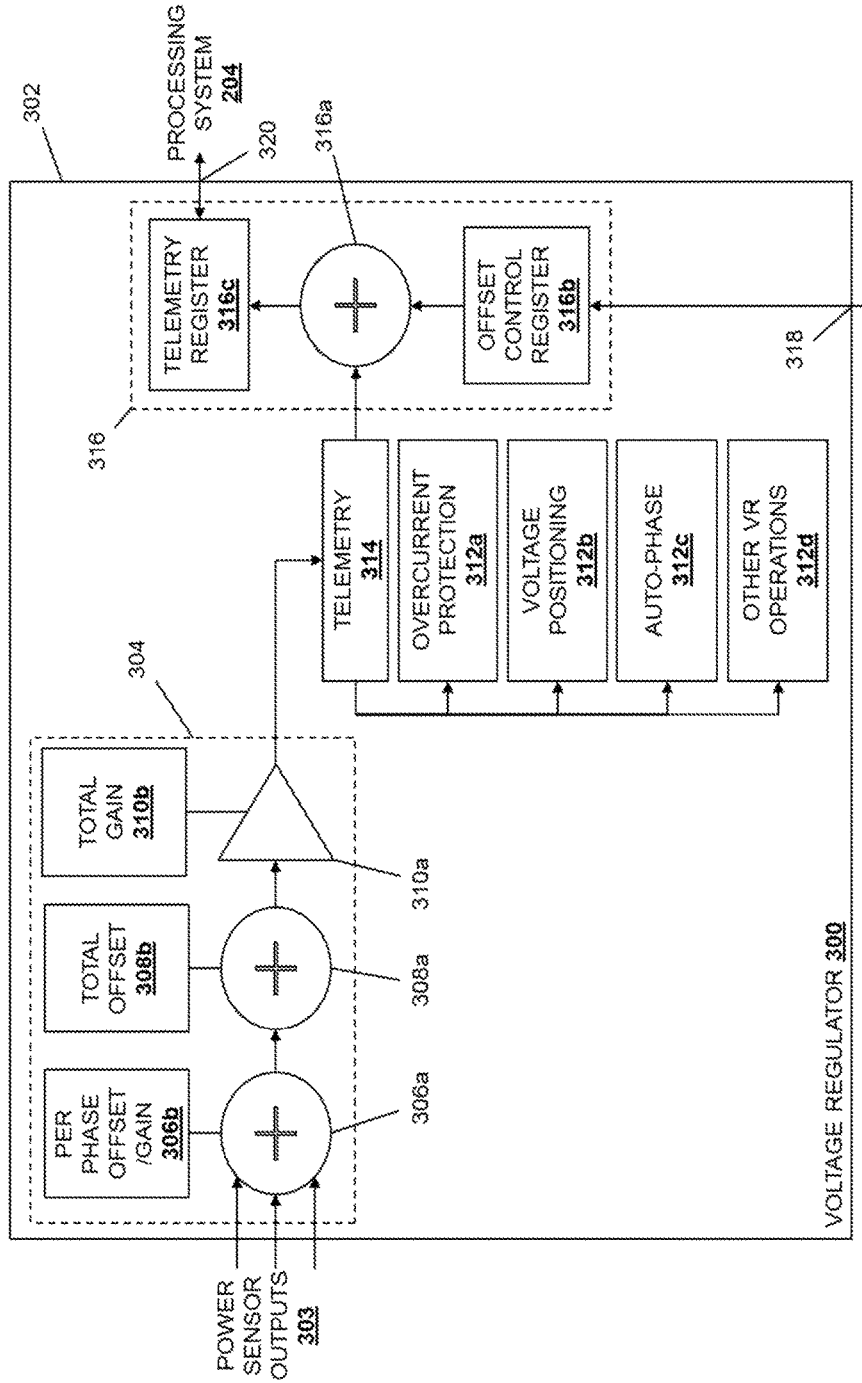 302
PROCESSING
SYSTEM
204
320
316
TELEMETRY
REGISTER
316c
316a
OFFSET
CONTROL
REGISTER
316b
318
304
PER
PHASE
OFFSET
/GAIN
306b
TOTAL
OFFSET
308b
TOTAL
GAIN
310b
POWER
SENSOR
OUTPUTS
303
306a
308a
310a
TELEMETRY
314
OVERCURRENT
PROTECTION
312a
VOLTAGE
POSITIONING
312b
AUTO-PHASE
312c
OTHER VR
OPERATIONS
312d
VOLTAGE REGULATOR 300